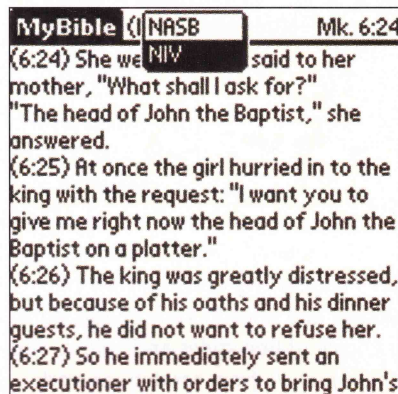 MyBible (I NASB Mk. 6:24
NIV
(6:24) She we said to her
mother, "What shall I ask for?"
"The head of John the Baptist," she
answered.
(6:25) At once the girl hurried in to the
king with the request: "I want you to
give me right now the head of John the
Baptist on a platter."
(6:26) The king was greatly distressed,
but because of his oaths and his dinner
guests, he did not want to refuse her.
(6:27) So he immediately sent an
executioner with orders to bring John's